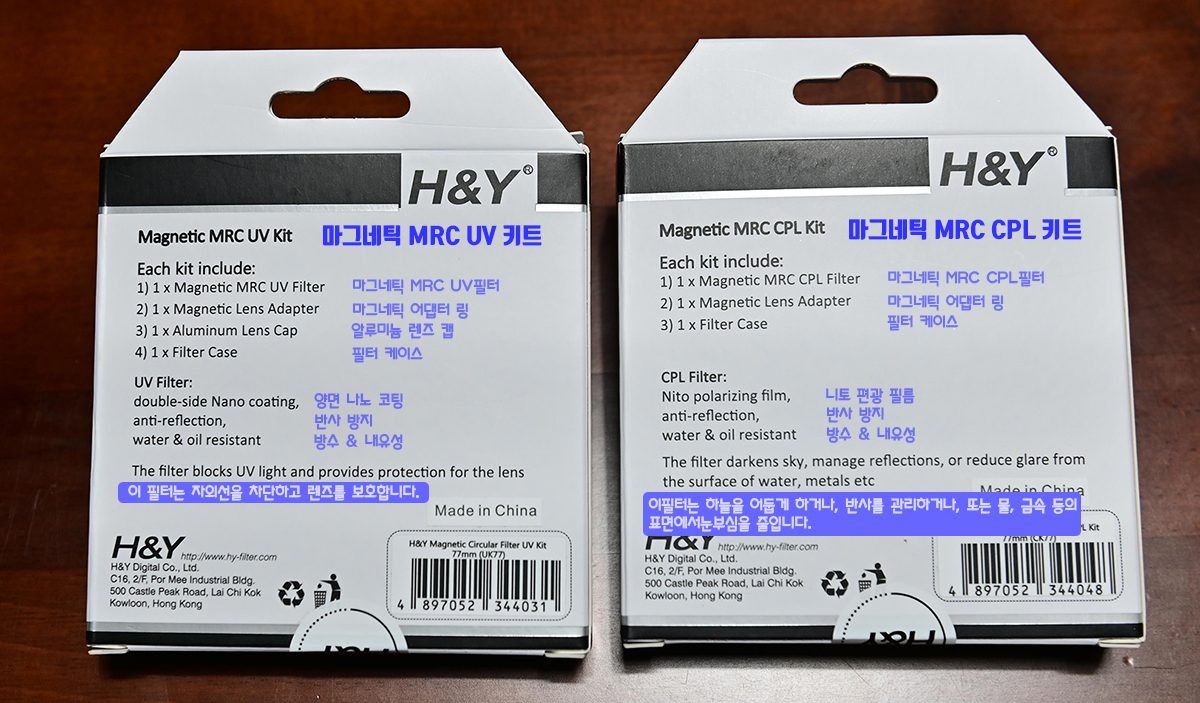 H&Y®
Magnetic MRC UV Kit 마그네틱 MRC UV 키트
Each kit include:
1) 1 x Magnetic MRC UV Filter 마그네틱 MRC UV필터
2) 1 x Magnetic Lens Adapter 마그네틱 어댑터 링
3) 1 x Aluminum Lens Cap 알루미늄 렌즈 캡
4) 1 x Filter Case 필터 케이스
UV Filter:
double-side Nano coating, 양면 나노 코팅
anti-reflection, 반사 방지
water & oil resistant 방수 & 내유성
The filter blocks UV light and provides protection for the lens
이 필터는 자외선을 차단하고 렌즈를 보호합니다.
Made in China
H&Y http://www.hy-filter.com
H&Y Digital Co., Ltd.
C16, 2/F, Por Mee Industrial Bldg.
500 Castle Peak Road, Lai Chi Kok
Kowloon, Hong Kong
H&Y Magnetic Circular Filter UV Kit
77mm (UK77)
4 897052 344031
H&Y
H&Y®
Magnetic MRC CPL Kit 마그네틱 MRC CPL 키트
Each kit include:
1) 1 x Magnetic MRC CPL Filter 마그네틱 MRC CPL필터
2) 1 x Magnetic Lens Adapter 마그네틱 어댑터 링
3) 1 x Filter Case 필터 케이스
CPL Filter:
Nito polarizing film, 니토 편광 필름
anti-reflection, 반사 방지
water & oil resistant 방수 & 내유성
The filter darkens sky, manage reflections, or reduce glare from
the surface of water, metals etc
Made in China
이필터는 하늘을 어둡게 하거나, 반사를 관리하거나, 또는 물, 금속 등의
표면에서눈부심을 줄입니다.
H&Y http://www.hy-filter.com
H&Y Digital Co., Ltd.
C16, 2/F, Por Mee Industrial Bldg.
500 Castle Peak Road, Lai Chi Kok
Kowloon, Hong Kong
PL Kit
77mm (CK77)
4 897052 344048
H&Y